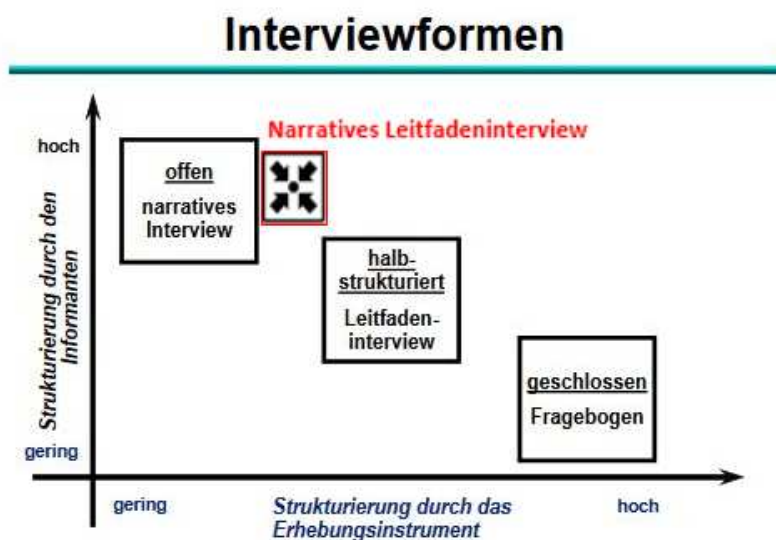 Interviewformen
Narratives Leitfadeninterview
hoch
offen
narratives
Interview
halb-
strukturiert
Leitfaden-
interview
geschlossen
Fragebogen
Strukturierung durch den
Informanten
gering
gering
Strukturierung durch das
Erhebungsinstrument
hoch